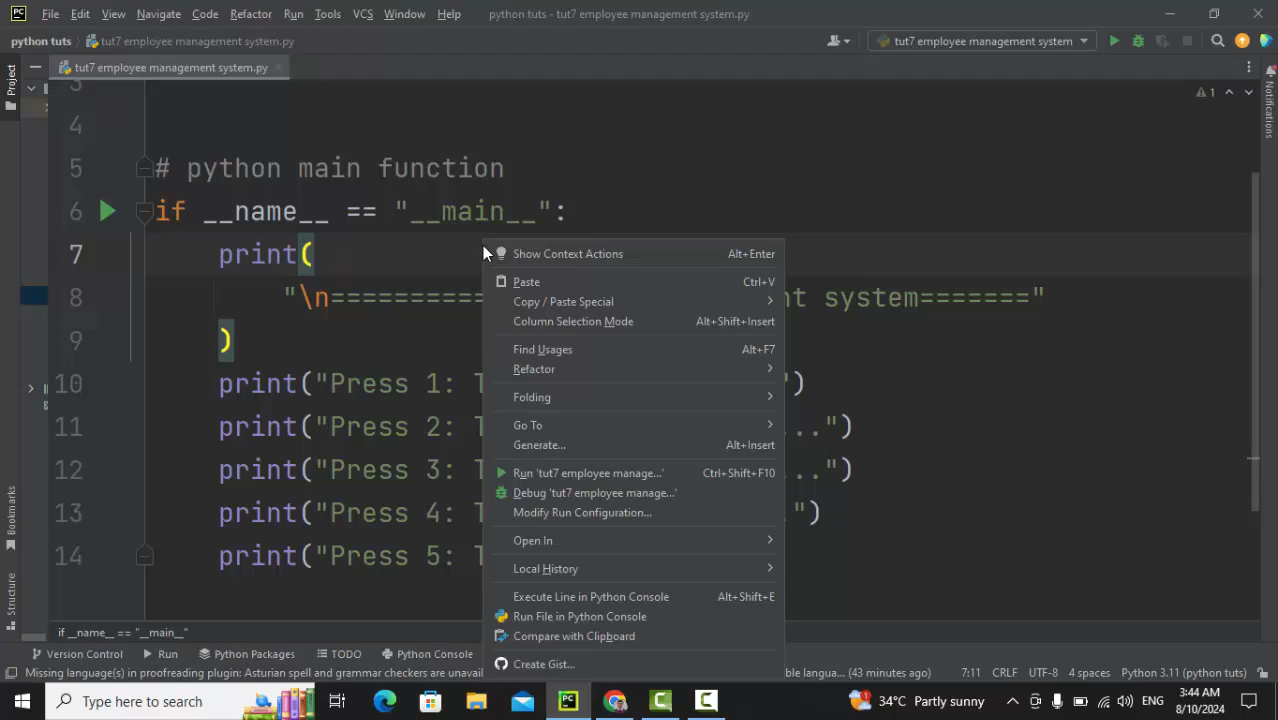 PC File Edit View Navigate Code Refactor Run Tools VCS Window Help python tuts - tut7 employee management system.py
python tuts tut7 employee management system.py tut7 employee management system
Project tut7 employee management system.py
Notifications
3
1
4
5 # python main function
6 if __name__ == "__main__":
7 print(
8 "\n========== nt system======="
9 )
10 print("Press 1: T ")
11 print("Press 2: T ..")
12 print("Press 3: T ..")
13 print("Press 4: T .")
14 print("Press 5: T
Show Context Actions Alt+Enter
Paste Ctrl+V
Copy / Paste Special
Column Selection Mode Alt+Shift+Insert
Find Usages Alt+F7
Refactor
Folding
Go To
Generate... Alt+Insert
Run 'tut7 employee manage...' Ctrl+Shift+F10
Debug 'tut7 employee manage...'
Modify Run Configuration...
Open In
Local History
Execute Line in Python Console Alt+Shift+E
Run File in Python Console
Compare with Clipboard
Create Gist...
Bookmarks
Structure
if __name__ == "__main__"
Version Control Run Python Packages TODO Python Console
Missing language(s) in proofreading plugin: Asturian spelling and grammar checkers are unavail ble langua... (43 minutes ago) 7:11 CRLF UTF-8 4 spaces Python 3.11 (python tuts)
Type here to search PC 34°C Partly sunny ENG 3:44 AM
8/10/2024